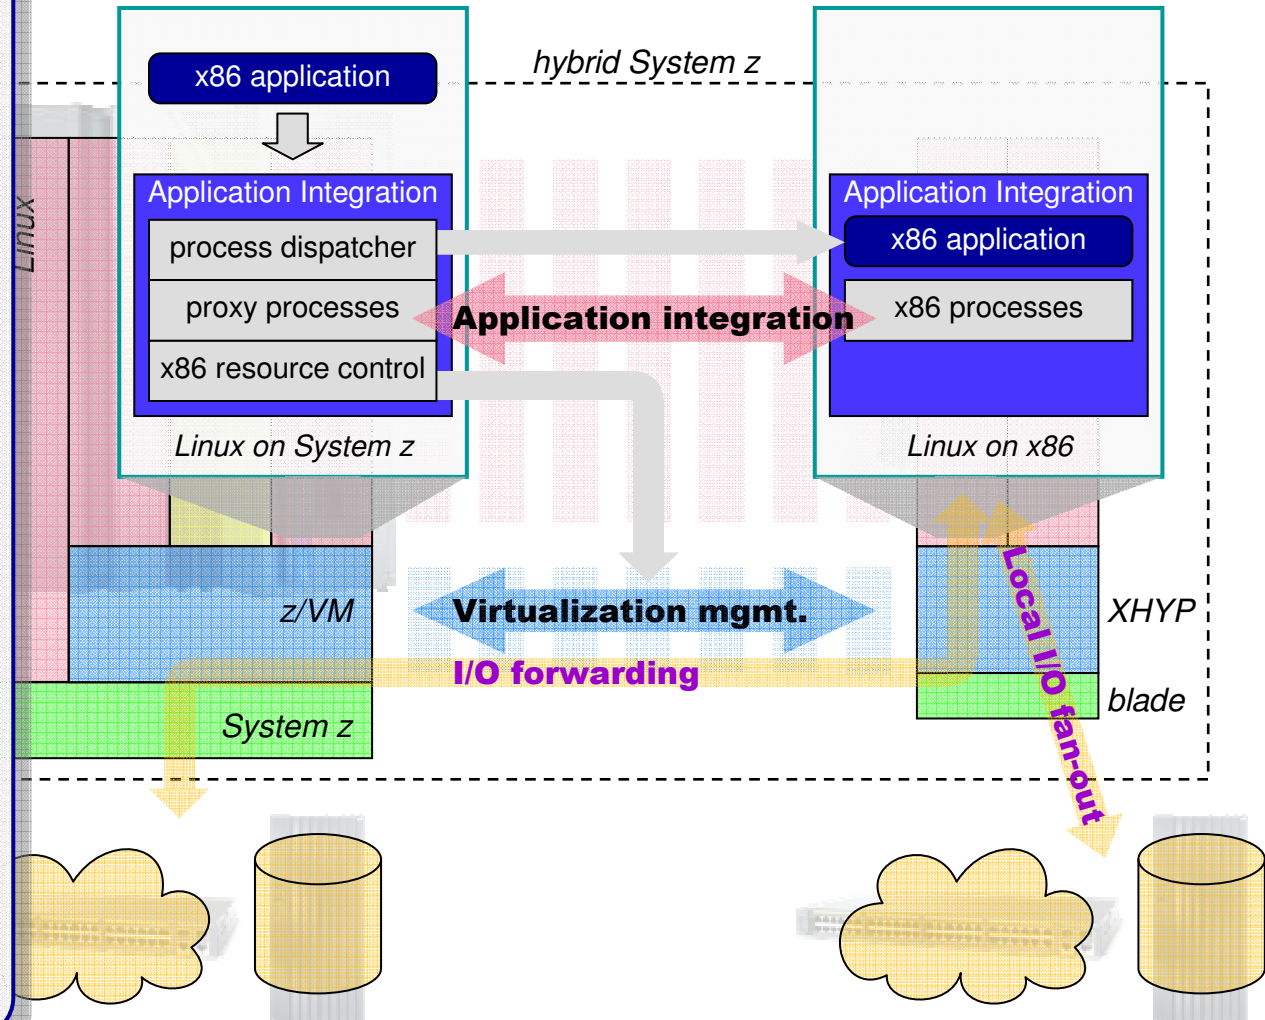 hybrid System z
x86 application
Application Integration
process dispatcher
proxy processes
x86 resource control
Linux on System z
Application Integration
x86 application
x86 processes
Linux on x86
Application integration
Linux
z/VM
Virtualization mgmt.
XHYP
I/O forwarding
Local I/O fan-out
System z
blade